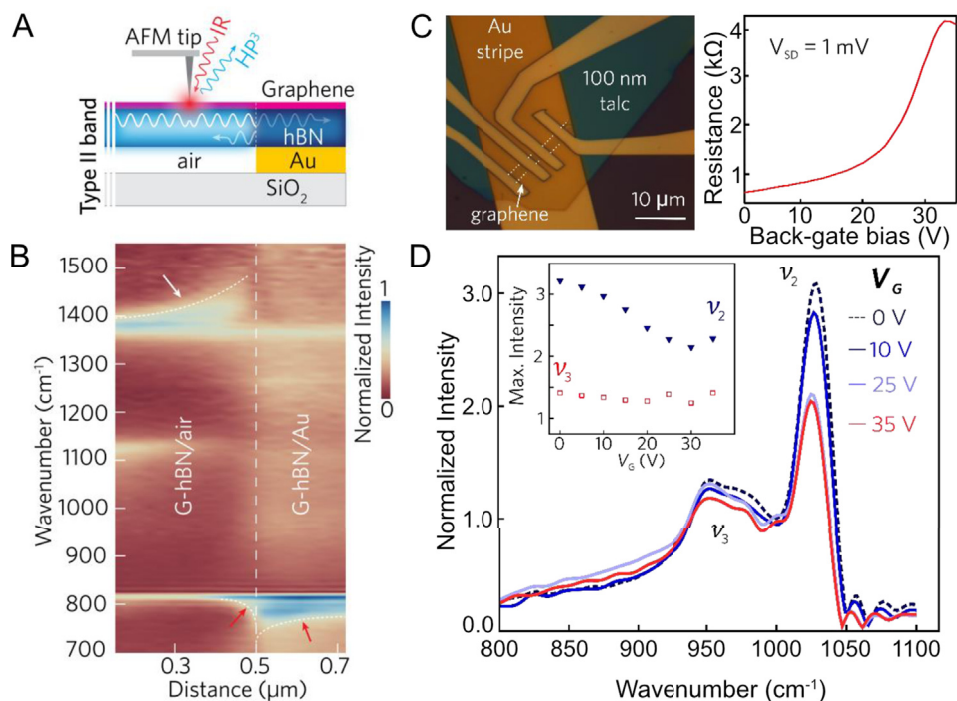 A
AFM tip
IR
HP³
Graphene
hBN
air
Au
SiO₂
Type II band
B
1500
1400
1300
1200
1100
1000
900
800
700
Wavenumber (cm⁻¹)
G-hBN/air
G-hBN/Au
0.3
0.5
0.7
Distance (μm)
1
0
Normalized Intensity
C
Au
stripe
100 nm
talc
graphene
10 μm
Resistance (kΩ)
4
3
2
1
V_SD = 1 mV
0
10
20
30
Back-gate bias (V)
D
Normalized Intensity
3.0
2.0
1.0
0.0
800
850
900
950
1000
1050
1100
Wavenumber (cm⁻¹)
ν₂
ν₃
V_G
0 V
10 V
25 V
35 V
Max. Intensity
3
2
1
ν₂
ν₃
0
10
20
30
V_G (V)